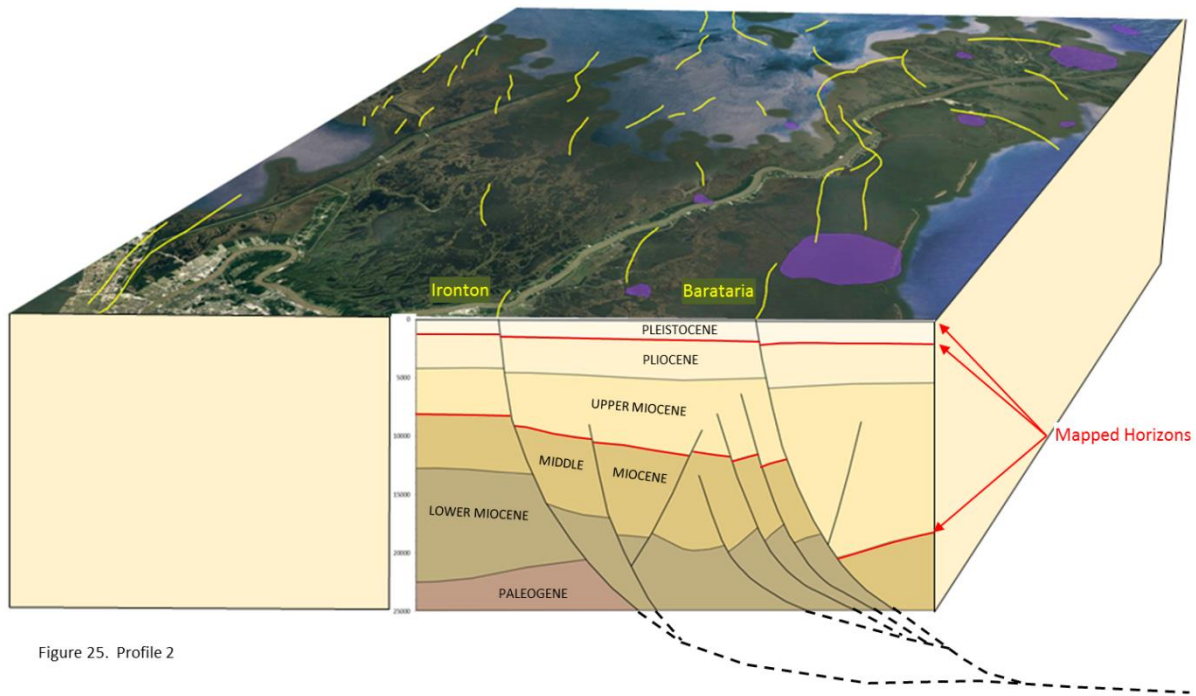 Ironton
Barataria
0
PLEISTOCENE
PLIOCENE
5000
UPPER MIOCENE
Mapped Horizons
10000
MIDDLE
MIOCENE
15000
LOWER MIOCENE
20000
PALEOGENE
25000
Figure 25. Profile 2